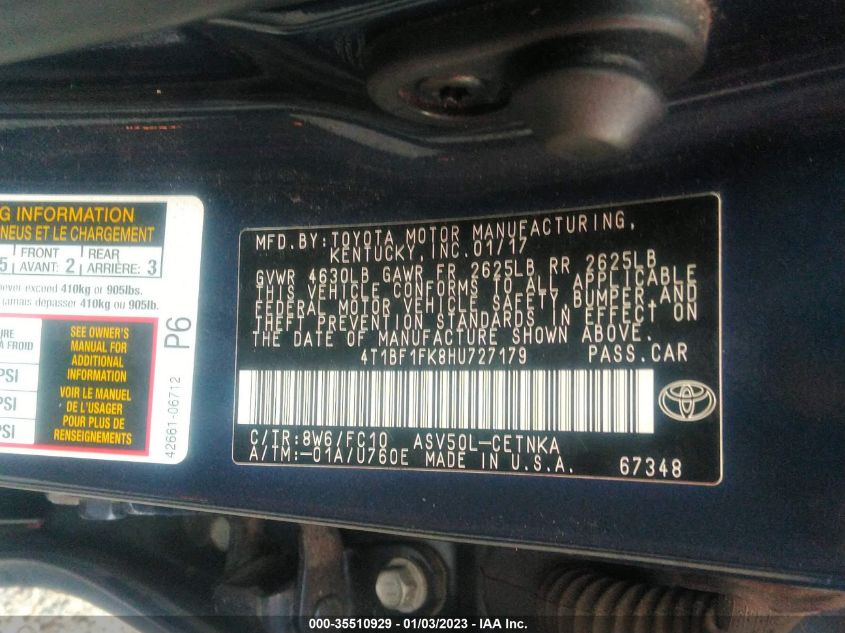 G INFORMATION
NEUS ET LE CHARGEMENT
5 FRONT AVANT: 2 REAR ARRIÈRE: 3
never exceed 410kg or 905lbs.
jamais dépasser 410kg ou 905lb.
URE
A FROID
PSI
PSI
PSI
SEE OWNER'S
MANUAL FOR
ADDITIONAL
INFORMATION
VOIR LE MANUEL
DE L'USAGER
POUR PLUS DE
RENSEIGNEMENTS
P6
42661-06712
MFD.BY:TOYOTA MOTOR MANUFACTURING,
KENTUCKY, INC.01/17
GVWR 4630LB GAWR FR 2625LB RR 2625LB
THIS VEHICLE CONFORMS TO ALL APPLICABLE
FEDERAL MOTOR VEHICLE SAFETY, BUMPER,AND
THEFT PREVENTION STANDARDS IN EFFECT ON
THE DATE OF MANUFACTURE SHOWN ABOVE.
4T1BF1FK8HU727179 PASS.CAR
C/TR:8W6/FC10 ASV50L-CETNKA
A/TM:-01A/U760E MADE IN U.S.A. 67348
000-35510929 - 01/03/2023 - IAA Inc.